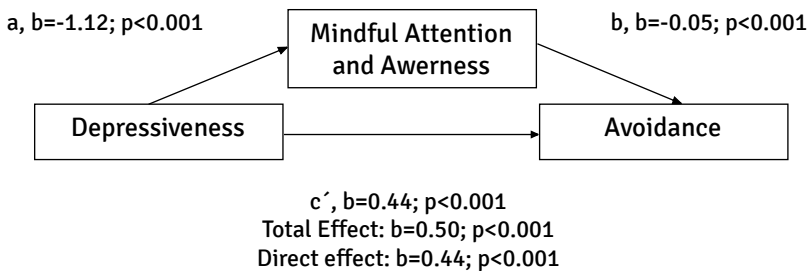 a, b=-1.12; p<0.001
Mindful Attention
and Awerness
b, b=-0.05; p<0.001
Depressiveness
Avoidance
c´, b=0.44; p<0.001
Total Effect: b=0.50; p<0.001
Direct effect: b=0.44; p<0.001